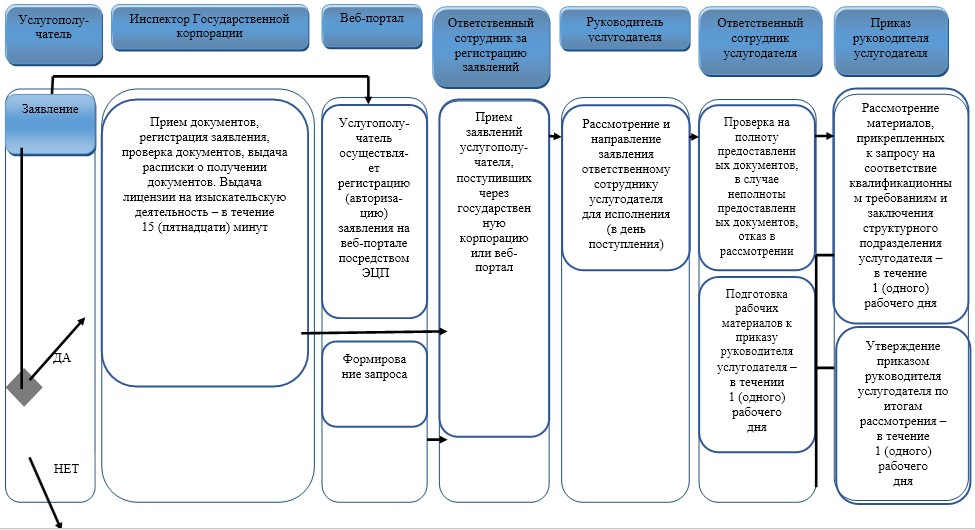 Услугополу-
чатель
Инспектор Государственной
корпорации
Веб-портал
Ответственный
сотрудник за
регистрацию
заявлений
Руководитель
услугодателя
Ответственный
сотрудник
услугодателя
Приказ
руководителя
услугодателя
Заявление
ДА
НЕТ
Прием документов,
регистрация заявления,
проверка документов, выдача
расписки о получении
документов. Выдача
лицензии на изыскательскую
деятельность – в течение
15 (пятнадцати) минут
Услугополу-
чатель
осуществля-
ет
регистрацию
(авториза-
цию)
заявления на
веб-портале
посредством
ЭЦП
Формирова
ние запроса
Прием
заявлений
услугополу-
чателя,
поступивших
через
государствен
ную
корпорацию
или веб-
портал
Рассмотрение и
направление
заявления
ответственному
сотруднику
услугодателя
для исполнения
(в день
поступления)
Проверка на
полноту
предоставленн
ых документов,
в случае
неполноты
предоставленн
ых документов,
отказ в
рассмотрении
Подготовка
рабочих
материалов к
приказу
руководителя
услугодателя –
в течении
1 (одного)
рабочего
дня
Рассмотрение
материалов,
прикрепленных
к запросу на
соответствие
квалификационны
м требованиям и
заключения
структурного
подразделения
услугодателя –
в течение
1 (одного)
рабочего дня
Утверждение
приказом
руководителя
услугодателя по
итогам
рассмотрения –
в течение
1 (одного)
рабочего
дня